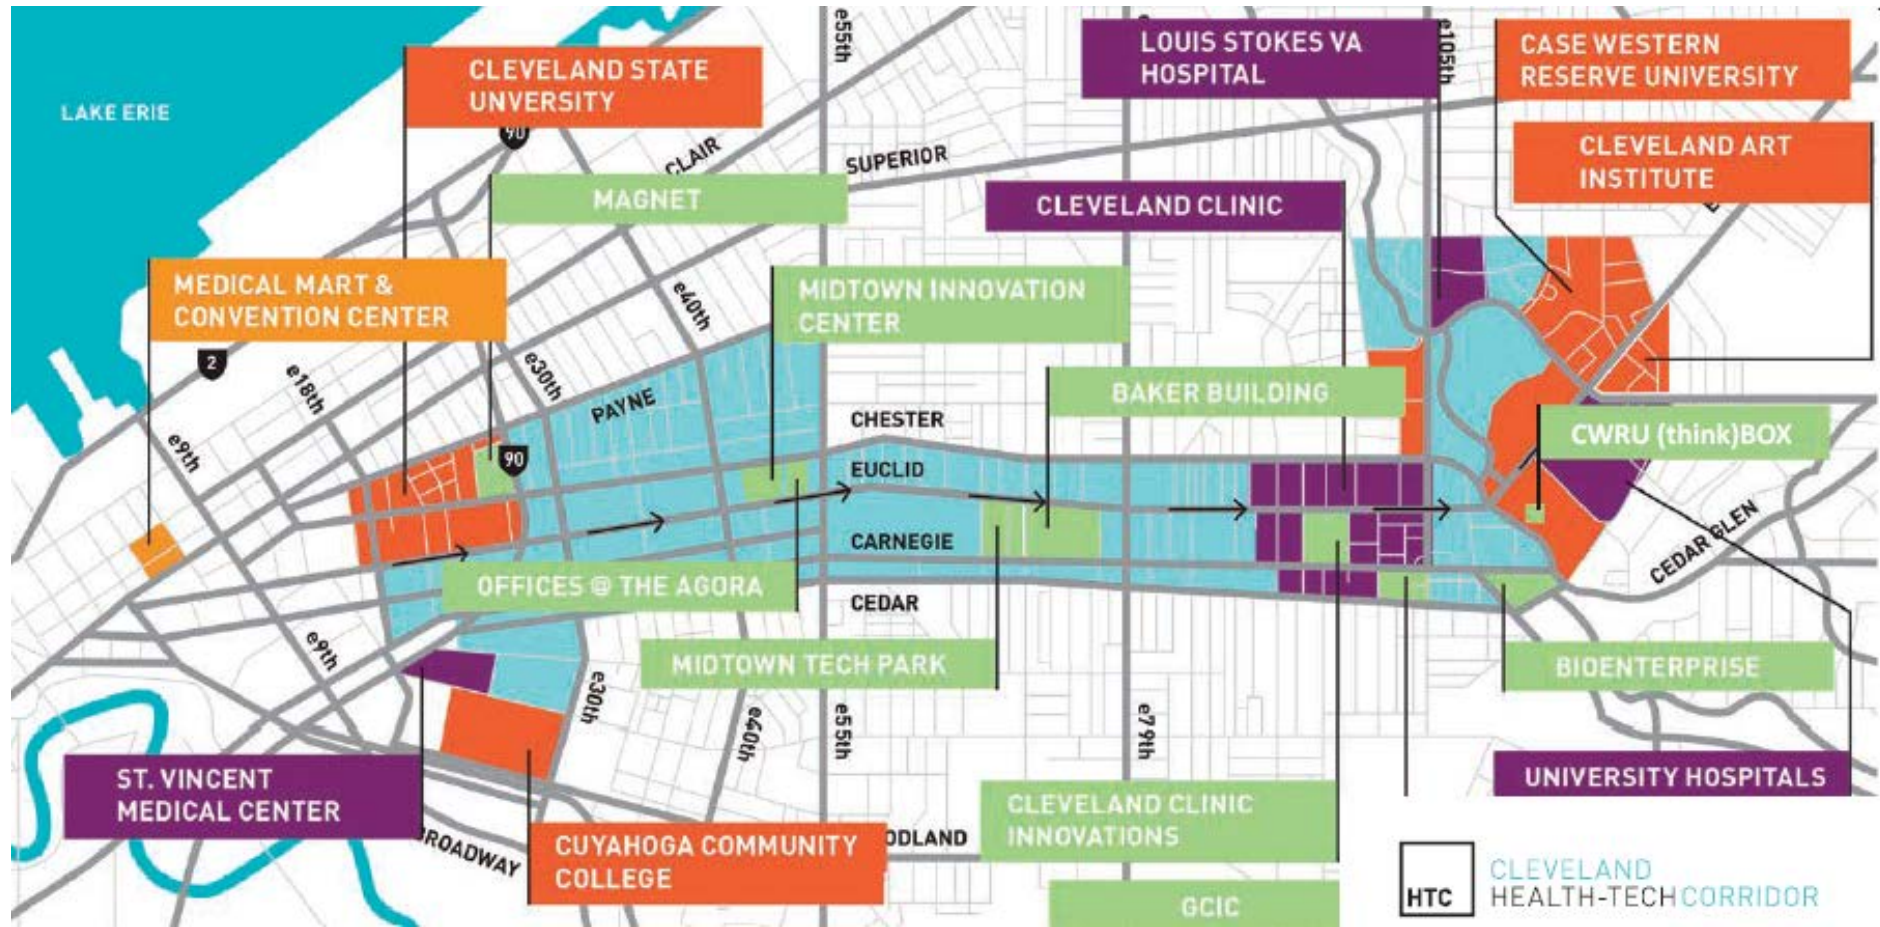 LAKE ERIE
CLEVELAND STATE
UNVERSITY
90
CLAIR
MAGNET
MEDICAL MART &
CONVENTION CENTER
2
e9th
e18th
e30th
e40th
e55th
SUPERIOR
LOUIS STOKES VA
HOSPITAL
e105th
CASE WESTERN
RESERVE UNIVERSITY
CLEVELAND ART
INSTITUTE
CLEVELAND CLINIC
MIDTOWN INNOVATION
CENTER
BAKER BUILDING
PAYNE
CHESTER
EUCLID
90
CWRU (think)BOX
CARNEGIE
CEDAR GLEN
OFFICES @ THE AGORA
CEDAR
e9th
MIDTOWN TECH PARK
BIOENTERPRISE
e30th
e40th
e55th
e79th
ST. VINCENT
MEDICAL CENTER
UNIVERSITY HOSPITALS
CLEVELAND CLINIC
INNOVATIONS
BROADWAY
CUYAHOGA COMMUNITY
COLLEGE
ODLAND
GCIC
HTC
CLEVELAND
HEALTH-TECH CORRIDOR